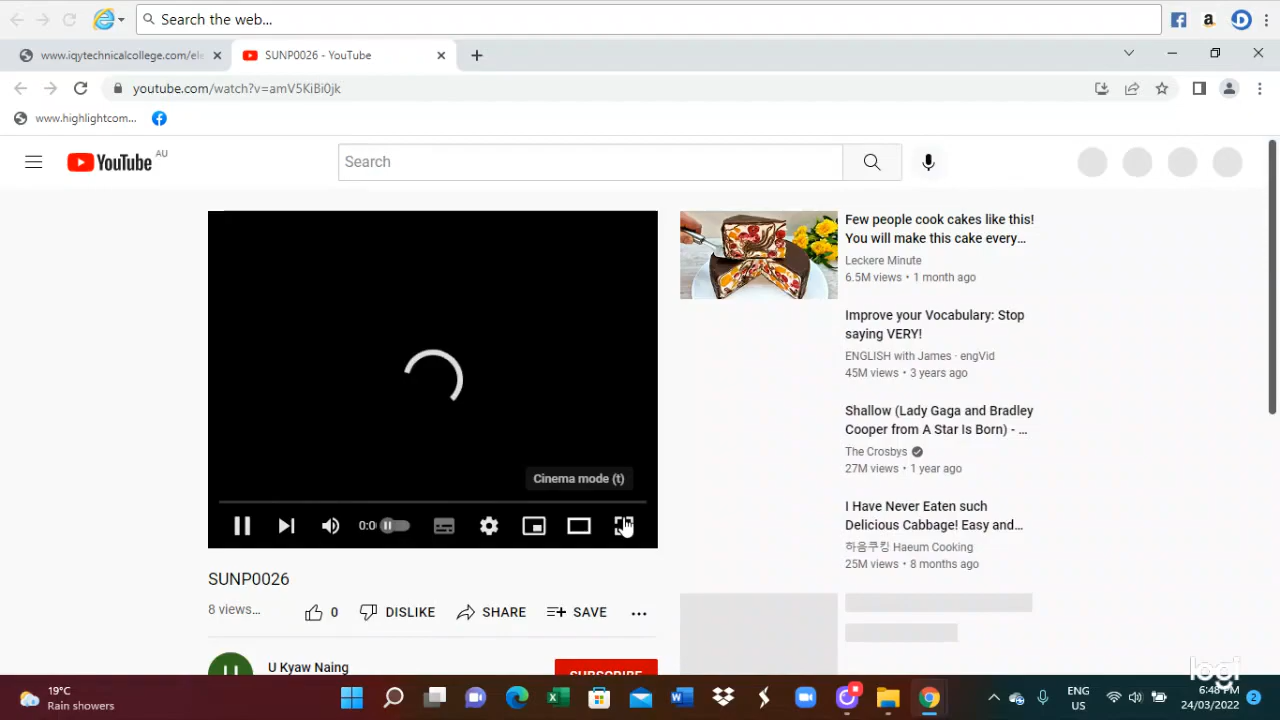 Search the web...
www.iqytechnicalcollege.com/ele
SUNP0026 - YouTube
youtube.com/watch?v=amV5KiBi0jk
www.highlightcom...
YouTube AU
Search
Few people cook cakes like this!
You will make this cake every...
Leckere Minute
6.5M views • 1 month ago
Improve your Vocabulary: Stop
saying VERY!
ENGLISH with James · engVid
45M views • 3 years ago
Shallow (Lady Gaga and Bradley
Cooper from A Star Is Born) - ...
The Crosbys
27M views • 1 year ago
I Have Never Eaten such
Delicious Cabbage! Easy and...
하음쿠킹 Haeum Cooking
25M views • 8 months ago
Cinema mode (t)
0:0
SUNP0026
8 views...
0
DISLIKE
SHARE
SAVE
U
U Kyaw Naing
SUBSCRIBE
logi
19°C
Rain showers
ENG
US
6:48 PM
24/03/2022
2